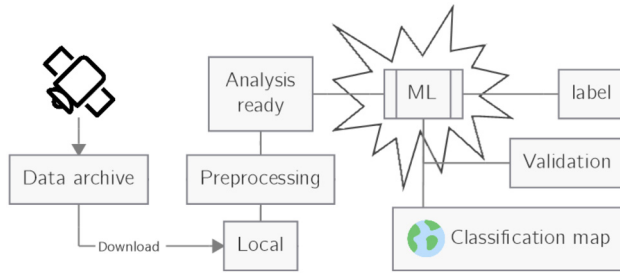 Analysis
ready
ML
label
Data archive
Preprocessing
Validation
Download
Local
Classification map